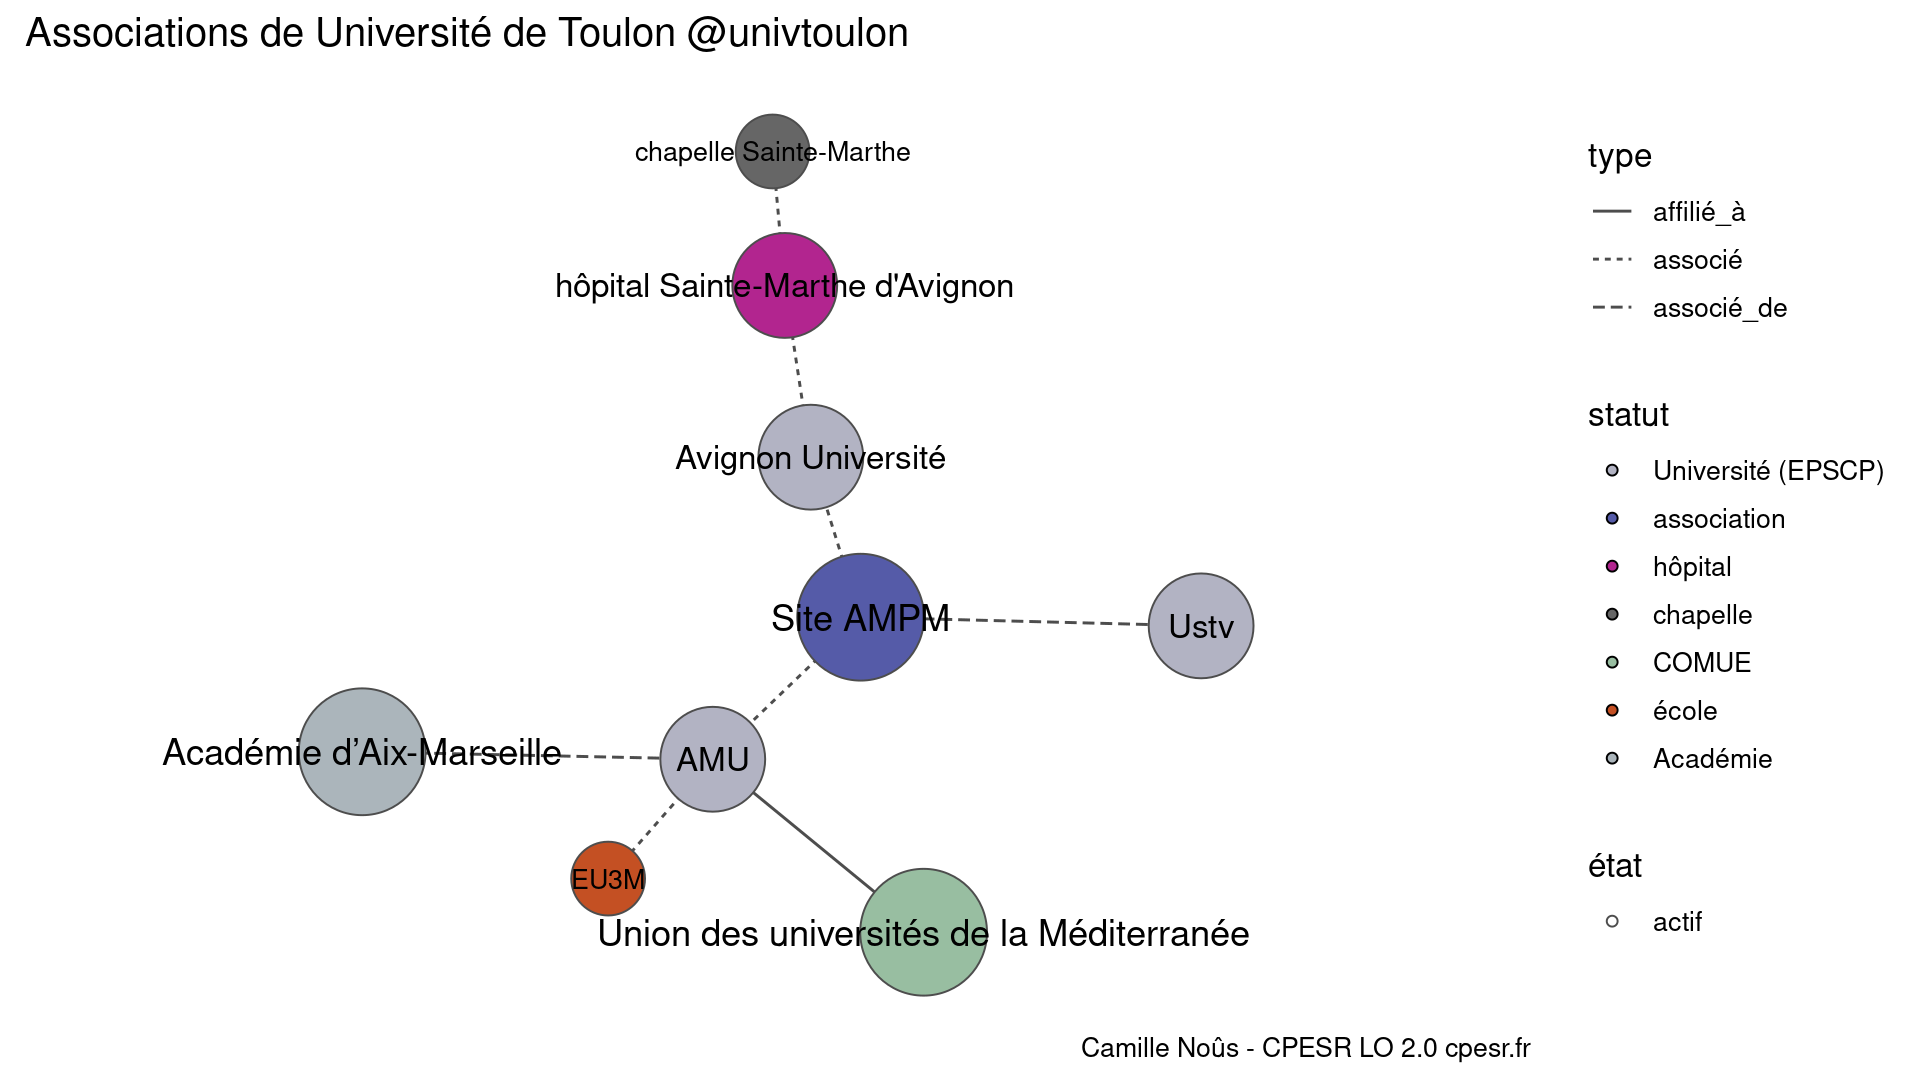 Associations de Université de Toulon @univtoulon
chapelle Sainte-Marthe
hôpital Sainte-Marthe d'Avignon
Avignon Université
Site AMPM
Ustv
Académie d’Aix-Marseille
AMU
EU3M
Union des universités de la Méditerranée
type
affilié_à
associé
associé_de
statut
Université (EPSCP)
association
hôpital
chapelle
COMUE
école
Académie
état
actif
Camille Noûs - CPESR LO 2.0 cpesr.fr